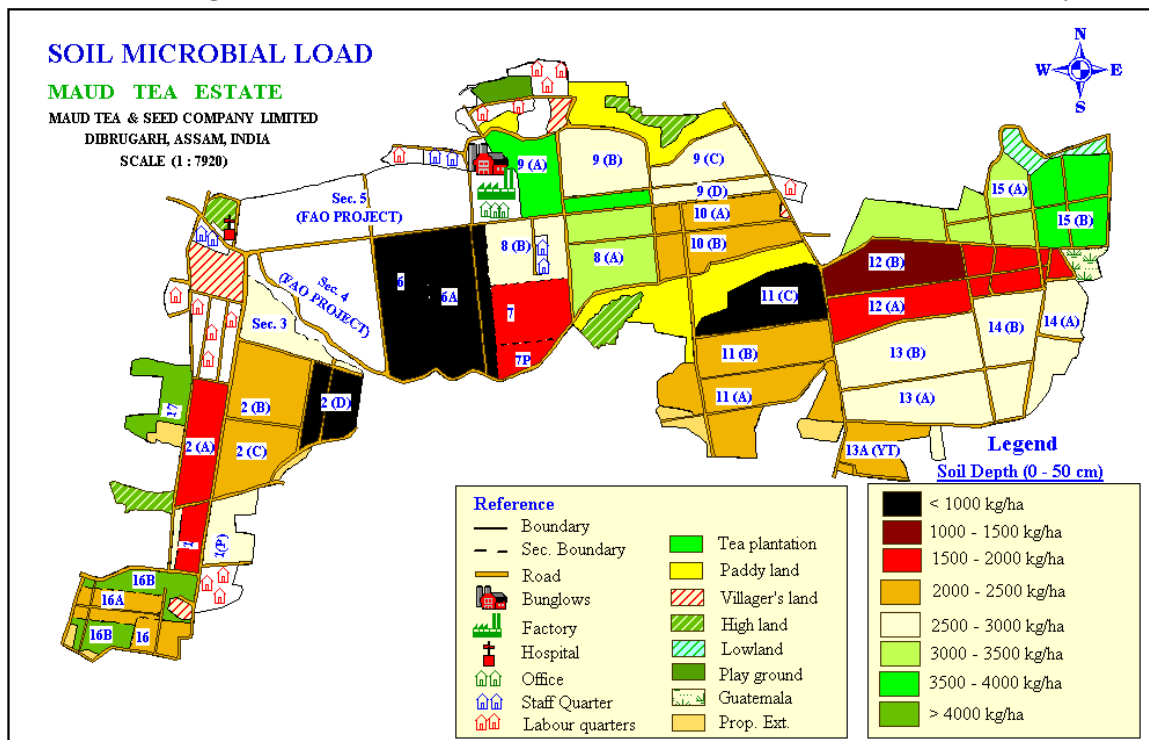 SOIL MICROBIAL LOAD
MAUD TEA ESTATE
MAUD TEA & SEED COMPANY LIMITED
DIBRUGARH, ASSAM, INDIA
SCALE (1 : 7920)
N
W E
S
9 (A)
9 (B)
9 (C)
9 (D)
Sec. 5
(FAO PROJECT)
10 (A)
10 (B)
15 (A)
15 (B)
8 (B)
8 (A)
6
6A
Sec. 4
(FAO PROJECT)
12 (B)
12 (A)
11 (C)
7
7P
Sec. 3
14 (B)
14 (A)
13 (B)
13 (A)
11 (B)
11 (A)
2 (D)
2 (B)
2 (C)
2 (A)
17
13A (YT)
1
1(P)
16B
16A
16B
16
Legend
Soil Depth (0 - 50 cm)
< 1000 kg/ha
1000 - 1500 kg/ha
1500 - 2000 kg/ha
2000 - 2500 kg/ha
2500 - 3000 kg/ha
3000 - 3500 kg/ha
3500 - 4000 kg/ha
> 4000 kg/ha
Reference
Boundary
Sec. Boundary
Road
Bunglows
Factory
Hospital
Office
Staff Quarter
Labour quarters
Tea plantation
Paddy land
Villager's land
High land
Lowland
Play ground
Guatemala
Prop. Ext.